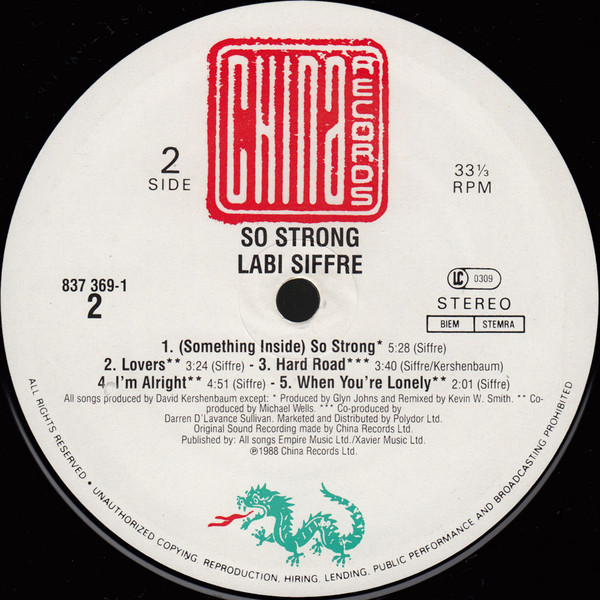 CHINA RECORDS
2
SIDE
33⅓
RPM
SO STRONG
LABI SIFFRE
837 369-1
2
LC 0309
STEREO
BIEM STEMRA
1. (Something Inside) So Strong* 5:28 (Siffre)
2. Lovers** 3:24 (Siffre) - 3. Hard Road*** 3:40 (Siffre/Kershenbaum)
4. I'm Alright** 4:51 (Siffre) - 5. When You're Lonely** 2:01 (Siffre)
All songs produced by David Kershenbaum except: * Produced by Glyn Johns and Remixed by Kevin W. Smith. ** Co-
produced by Michael Wells. *** Co-produced by
Darren D'Lavance Sullivan. Marketed and Distributed by Polydor Ltd.
Original Sound Recording made by China Records Ltd.
Published by: All songs Empire Music Ltd./Xavier Music Ltd.
℗1988 China Records Ltd.
ALL RIGHTS RESERVED • UNAUTHORIZED COPYING, REPRODUCTION, HIRING, LENDING, PUBLIC PERFORMANCE AND BROADCASTING PROHIBITED